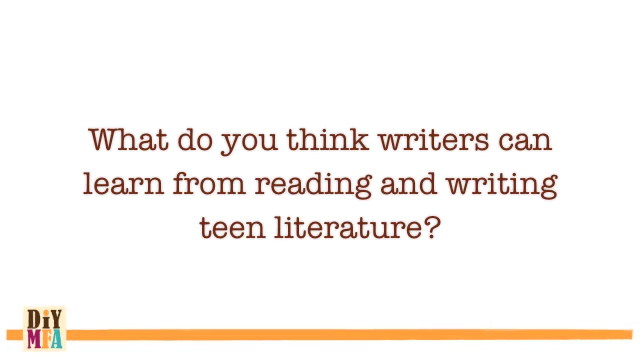 What do you think writers can
learn from reading and writing
teen literature?
DIY
MFA